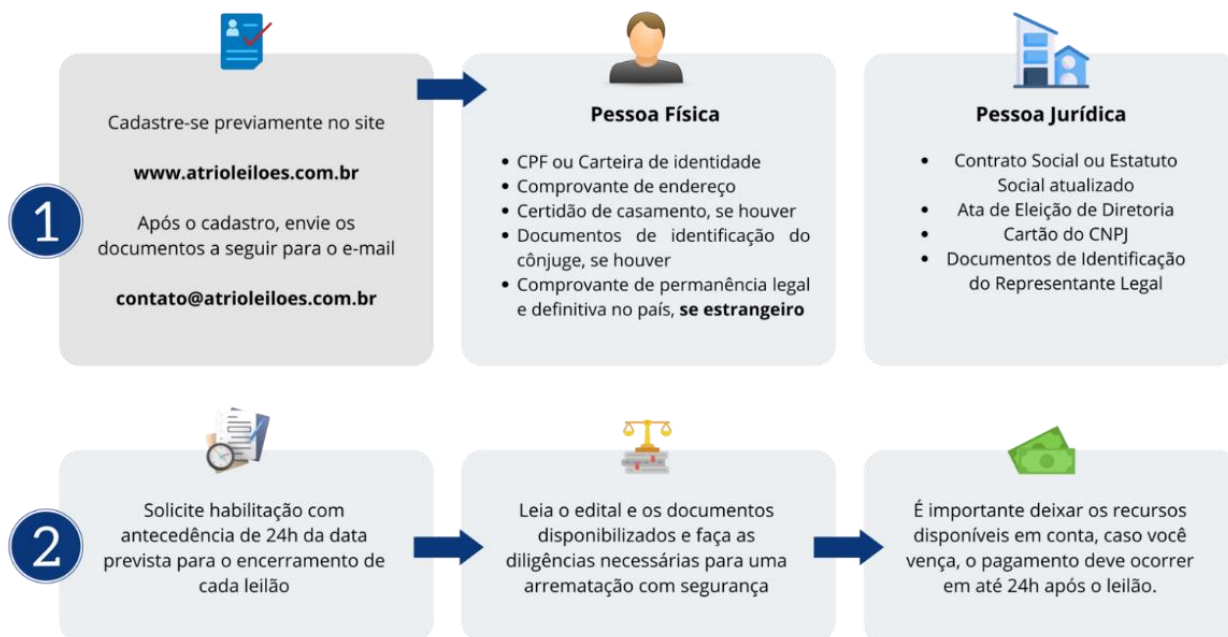 1
Cadastre-se previamente no site
www.atrioleiloes.com.br
Após o cadastro, envie os
documentos a seguir para o e-mail
contato@atrioleiloes.com.br
Pessoa Física
• CPF ou Carteira de identidade
• Comprovante de endereço
• Certidão de casamento, se houver
• Documentos de identificação do
cônjuge, se houver
• Comprovante de permanência legal
e definitiva no país, se estrangeiro
Pessoa Jurídica
• Contrato Social ou Estatuto
Social atualizado
• Ata de Eleição de Diretoria
• Cartão do CNPJ
• Documentos de Identificação
do Representante Legal
2
Solicite habilitação com
antecedência de 24h da data
prevista para o encerramento de
cada leilão
Leia o edital e os documentos
disponibilizados e faça as
diligências necessárias para uma
arrematação com segurança
É importante deixar os recursos
disponíveis em conta, caso você
vença, o pagamento deve ocorrer
em até 24h após o leilão.